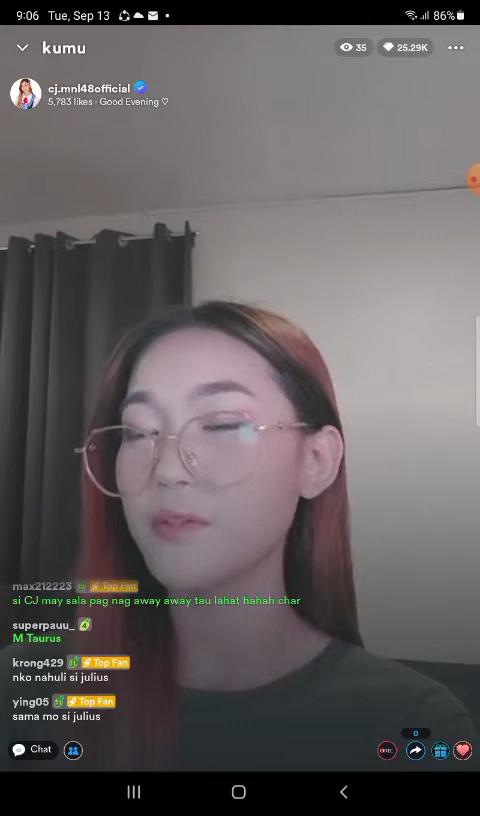 9:06 Tue, Sep 13 86%
kumu 35 25.29K
cj.mnl48official
5,783 likes · Good Evening ♡
max212223 Top Fan
si CJ may sala pag nag away away tau lahat hahah char
superpauu_
M Taurus
krong429 Top Fan
nko nahuli si julius
ying05 Top Fan
sama mo si julius
0
Chat